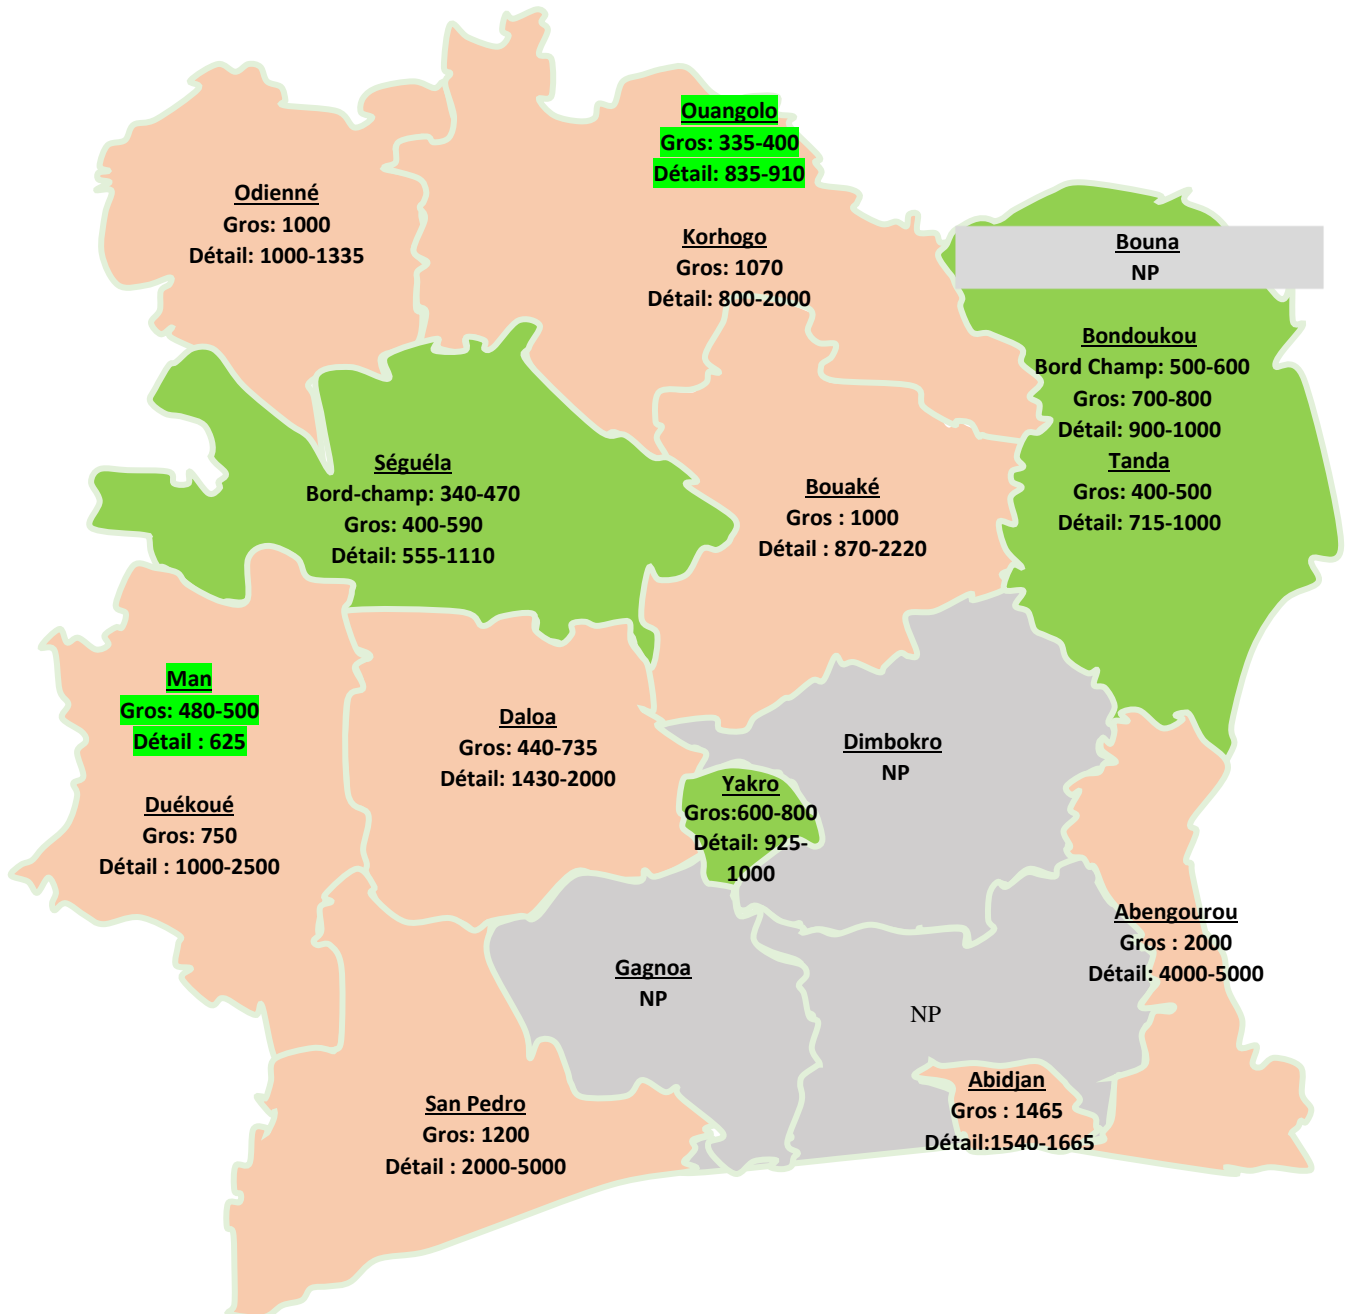 Ouangolo
Gros: 335-400
Détail: 835-910
Odienné
Gros: 1000
Détail: 1000-1335
Korhogo
Gros: 1070
Détail: 800-2000
Bouna
NP
Bondoukou
Bord Champ: 500-600
Gros: 700-800
Détail: 900-1000
Tanda
Gros: 400-500
Détail: 715-1000
Séguéla
Bord-champ: 340-470
Gros: 400-590
Détail: 555-1110
Bouaké
Gros : 1000
Détail : 870-2220
Man
Gros: 480-500
Détail : 625
Duékoué
Gros: 750
Détail : 1000-2500
Daloa
Gros: 440-735
Détail: 1430-2000
Dimbokro
NP
Yakro
Gros:600-800
Détail: 925-
1000
Abengourou
Gros : 2000
Détail: 4000-5000
Gagnoa
NP
NP
Abidjan
Gros : 1465
Détail:1540-1665
San Pedro
Gros: 1200
Détail : 2000-5000